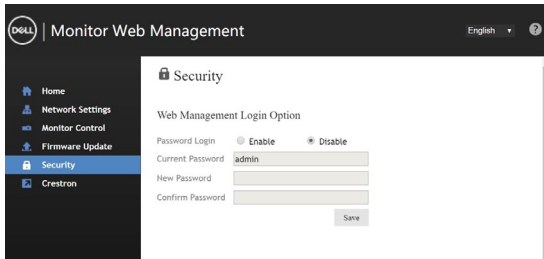 DELL | Monitor Web Management
English
?
Home
Network Settings
Monitor Control
Firmware Update
Security
Crestron
Security
Web Management Login Option
Password Login Enable Disable
Current Password admin
New Password
Confirm Password
Save